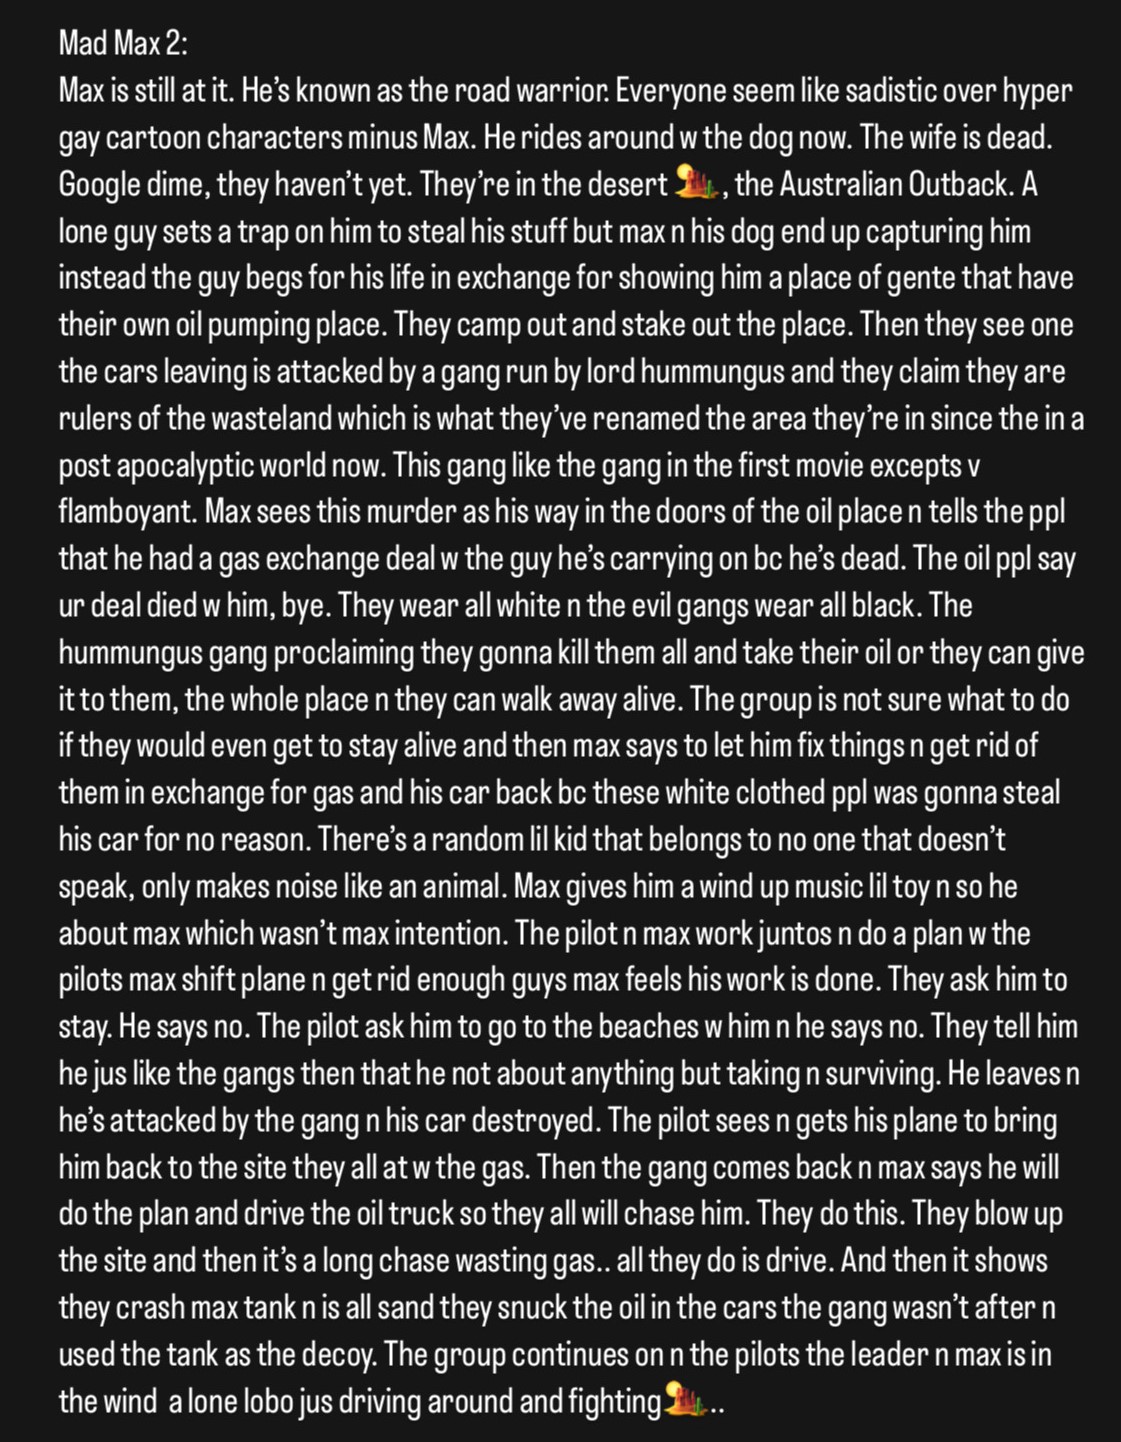 Mad Max 2:
Max is still at it. He's known as the road warrior. Everyone seem like sadistic over hyper
gay cartoon characters minus Max. He rides around w the dog now. The wife is dead.
Google dime, they haven't yet. They're in the desert 🏜️, the Australian Outback. A
lone guy sets a trap on him to steal his stuff but max n his dog end up capturing him
instead the guy begs for his life in exchange for showing him a place of gente that have
their own oil pumping place. They camp out and stake out the place. Then they see one
the cars leaving is attacked by a gang run by lord hummungus and they claim they are
rulers of the wasteland which is what they've renamed the area they're in since the in a
post apocalyptic world now. This gang like the gang in the first movie excepts v
flamboyant. Max sees this murder as his way in the doors of the oil place n tells the ppl
that he had a gas exchange deal w the guy he's carrying on bc he's dead. The oil ppl say
ur deal died w him, bye. They wear all white n the evil gangs wear all black. The
hummungus gang proclaiming they gonna kill them all and take their oil or they can give
it to them, the whole place n they can walk away alive. The group is not sure what to do
if they would even get to stay alive and then max says to let him fix things n get rid of
them in exchange for gas and his car back bc these white clothed ppl was gonna steal
his car for no reason. There's a random lil kid that belongs to no one that doesn't
speak, only makes noise like an animal. Max gives him a wind up music lil toy n so he
about max which wasn't max intention. The pilot n max work juntos n do a plan w the
pilots max shift plane n get rid enough guys max feels his work is done. They ask him to
stay. He says no. The pilot ask him to go to the beaches w him n he says no. They tell him
he jus like the gangs then that he not about anything but taking n surviving. He leaves n
he's attacked by the gang n his car destroyed. The pilot sees n gets his plane to bring
him back to the site they all at w the gas. Then the gang comes back n max says he will
do the plan and drive the oil truck so they all will chase him. They do this. They blow up
the site and then it's a long chase wasting gas.. all they do is drive. And then it shows
they crash max tank n is all sand they snuck the oil in the cars the gang wasn't after n
used the tank as the decoy. The group continues on n the pilots the leader n max is in
the wind  a lone lobo jus driving around and fighting🏜️..